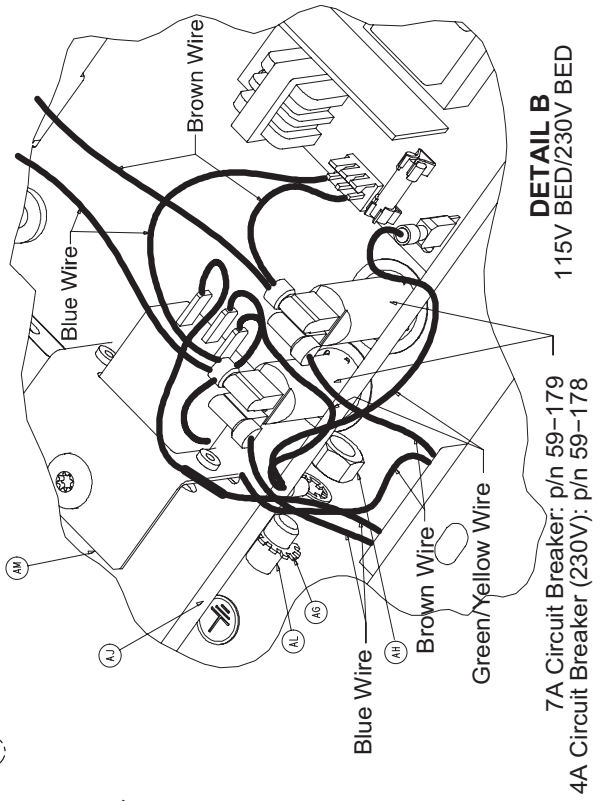 Brown Wire
Blue Wire
AM
AJ
AL
AG
AH
Blue Wire
Brown Wire
Green/Yellow Wire
DETAIL B
115V BED/230V BED
7A Circuit Breaker: p/n 59-179
4A Circuit Breaker (230V): p/n 59-178